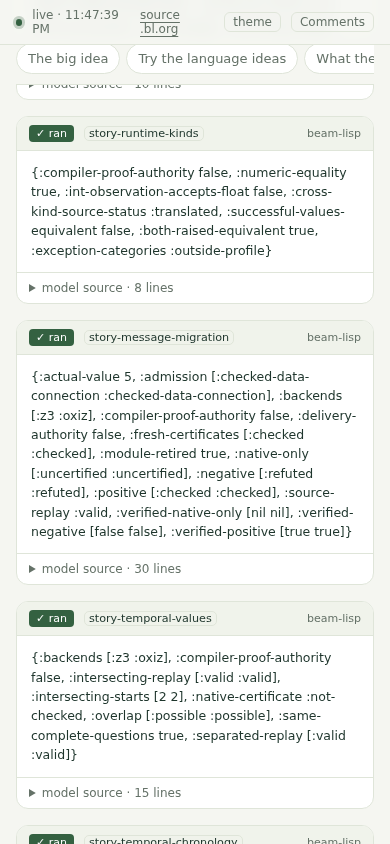 live · 11:47:39 PM
source .bl.org
theme
Comments
The big idea
Try the language ideas
What the
model source · 10 lines
✓ ran
story-runtime-kinds
beam-lisp
{:compiler-proof-authority false, :numeric-equality
true, :int-observation-accepts-float false, :cross-
kind-source-status :translated, :successful-values-
equivalent false, :both-raised-equivalent true,
:exception-categories :outside-profile}
model source · 8 lines
✓ ran
story-message-migration
beam-lisp
{:actual-value 5, :admission [:checked-data-
connection :checked-data-connection], :backends
[:z3 :oxiz], :compiler-proof-authority false, :delivery-
authority false, :fresh-certificates [:checked
:checked], :module-retired true, :native-only
[:uncertified :uncertified], :negative [:refuted
:refuted], :positive [:checked :checked], :source-
replay :valid, :verified-native-only [nil nil], :verified-
negative [false false], :verified-positive [true true]}
model source · 30 lines
✓ ran
story-temporal-values
beam-lisp
{:backends [:z3 :oxiz], :compiler-proof-authority
false, :intersecting-replay [:valid :valid],
:intersecting-starts [2 2], :native-certificate :not-
checked, :overlap [:possible :possible], :same-
complete-questions true, :separated-replay [:valid
:valid]}
model source · 15 lines
✓ ran
story-temporal-chronology
beam-lisp